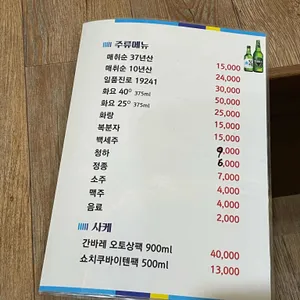 주류메뉴
매취순 37년산 15,000
매취순 10년산 24,000
일품진로 19241 30,000
화요 40° 375ml 50,000
화요 25° 375ml 25,000
화랑 15,000
복분자 15,000
백세주 9,000
청하 6,000
정종 7,000
소주 4,000
맥주 4,000
음료 2,000
사케
간바레 오토상팩 900ml 40,000
쇼치쿠바이텐팩 500ml 13,000